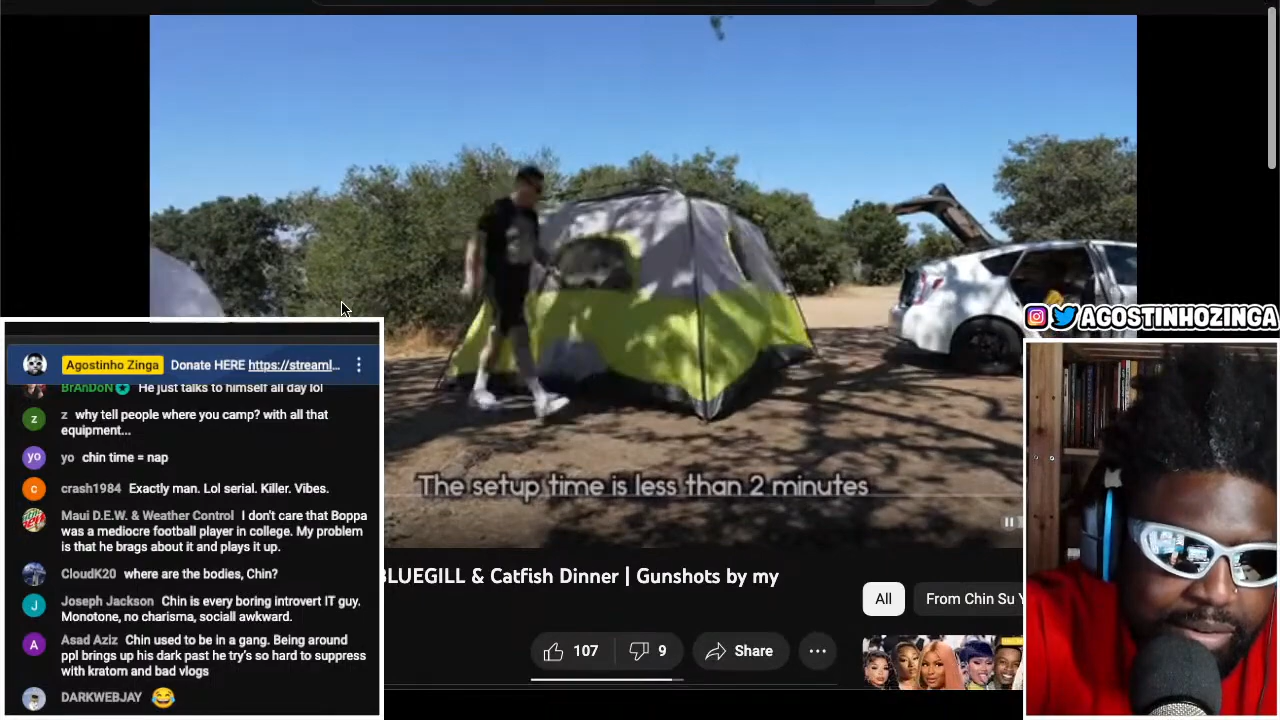 The setup time is less than 2 minutes
AGOSTINHOZINGA
Agostinho Zinga Donate HERE https://streaml...
BrAnDoN He just talks to himself all day lol
z why tell people where you camp? with all that
equipment...
yo yo chin time = nap
c crash1984 Exactly man. Lol serial. Killer. Vibes.
Maui D.E.W. & Weather Control I don't care that Boppa
was a mediocre football player in college. My problem
is that he brags about it and plays it up.
CloudK20 where are the bodies, Chin?
J Joseph Jackson Chin is every boring introvert IT guy.
Monotone, no charisma, sociall awkward.
A Asad Aziz Chin used to be in a gang. Being around
ppl brings up his dark past he try's so hard to suppress
with kratom and bad vlogs
DARKWEBJAY 😂
BLUEGILL & Catfish Dinner | Gunshots by my
107 9 Share
All From Chin Su Y